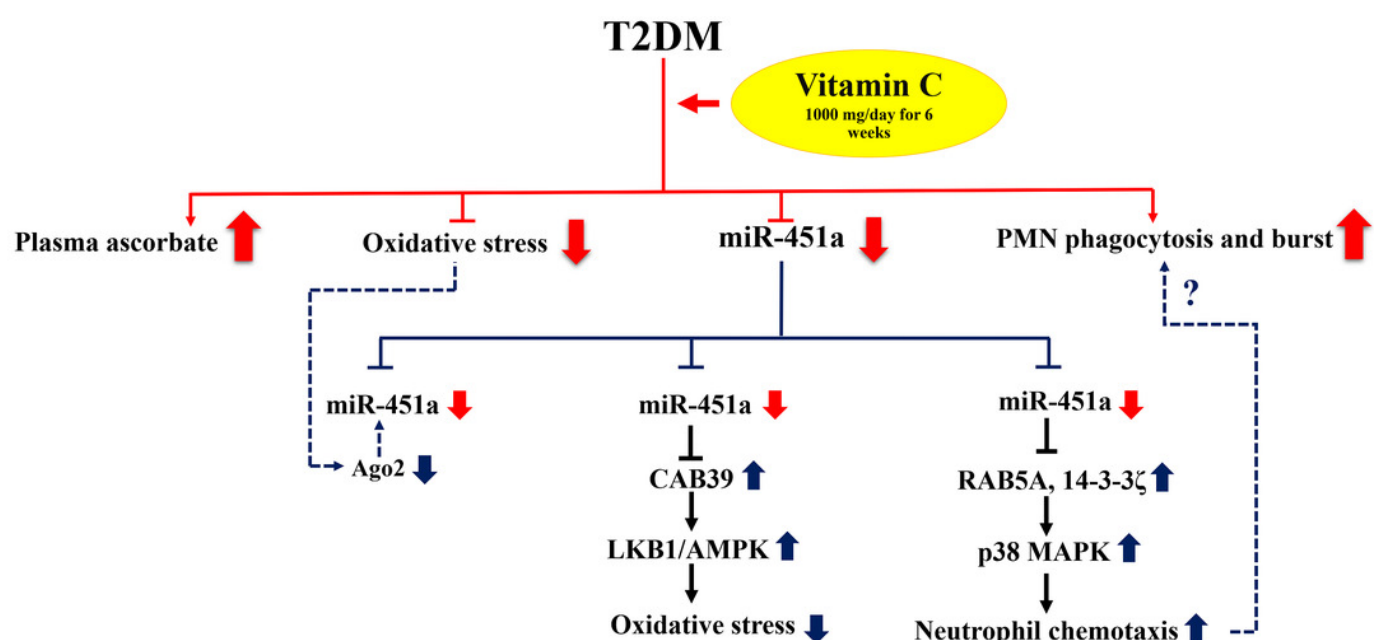 T2DM
Vitamin C
1000 mg/day for 6
weeks
Plasma ascorbate
Oxidative stress
miR-451a
PMN phagocytosis and burst
?
miR-451a
miR-451a
miR-451a
Ago2
CAB39
RAB5A, 14-3-3ζ
LKB1/AMPK
p38 MAPK
Oxidative stress
Neutrophil chemotaxis